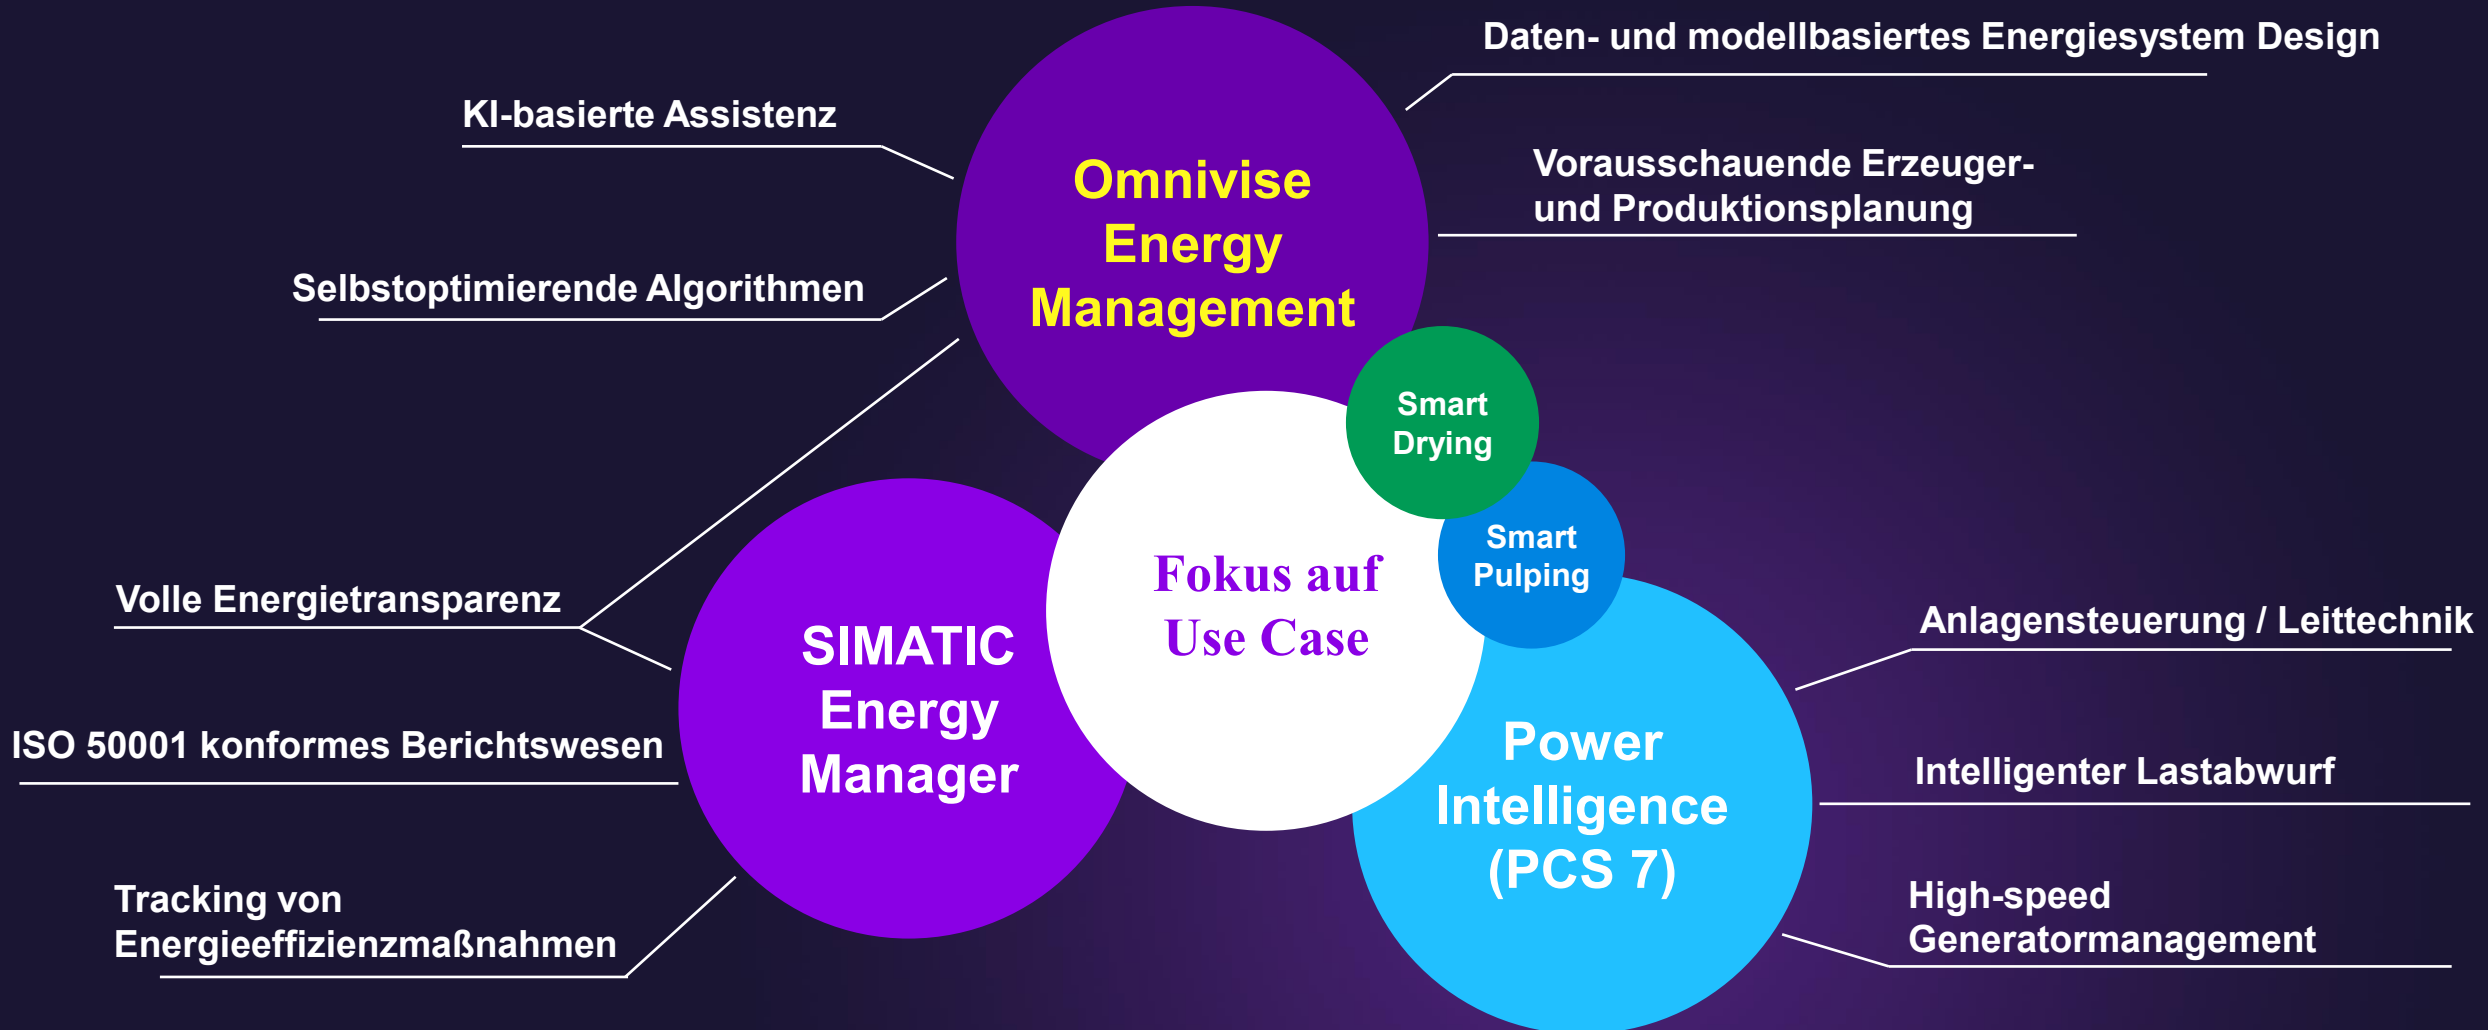 Daten- und modellbasiertes Energiesystem Design
KI-basierte Assistenz
Vorausschauende Erzeuger-
und Produktionsplanung
Omnivise
Energy
Management
Selbstoptimierende Algorithmen
Smart
Drying
Smart
Pulping
Fokus auf
Use Case
Volle Energietransparenz
SIMATIC
Energy
Manager
ISO 50001 konformes Berichtswesen
Tracking von
Energieeffizienzmaßnahmen
Anlagensteuerung / Leittechnik
Power
Intelligence
(PCS 7)
Intelligenter Lastabwurf
High-speed
Generatormanagement